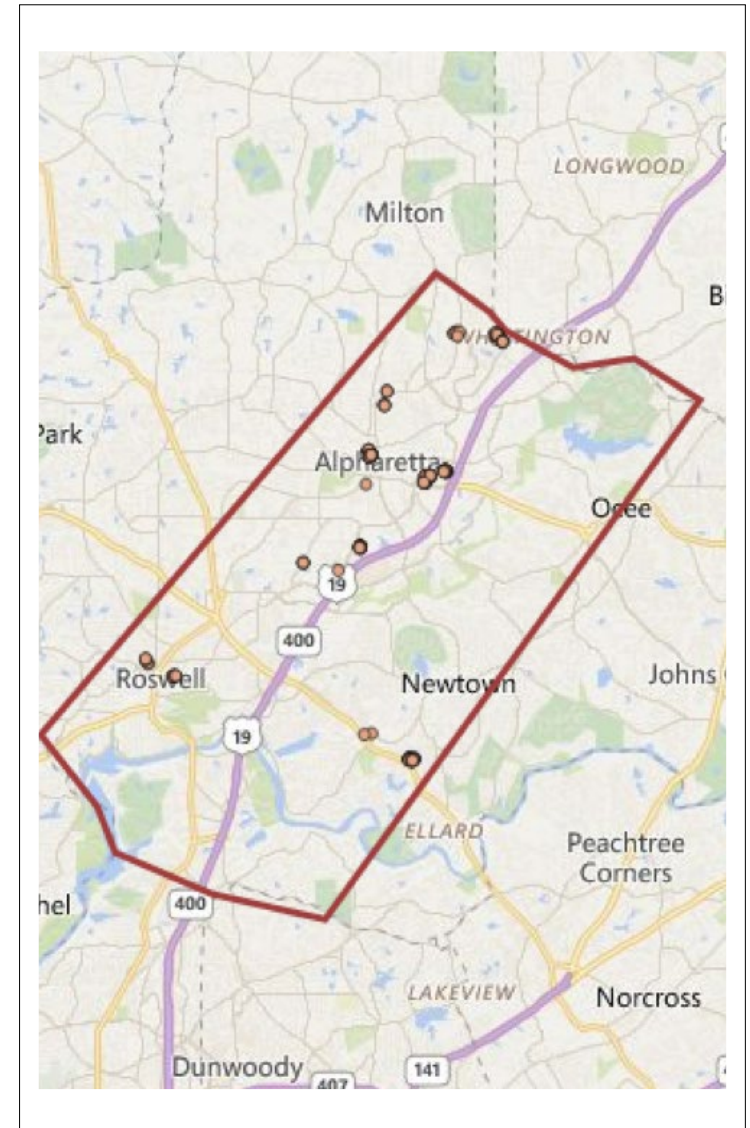 LONGWOOD
Milton
B
WHITTINGTON
Park
Alpharetta
Ocee
19
400
Roswell
Newtown
Johns
19
ELLARD
Peachtree
Corners
hel
400
LAKEVIEW
Norcross
Dunwoody
141
407